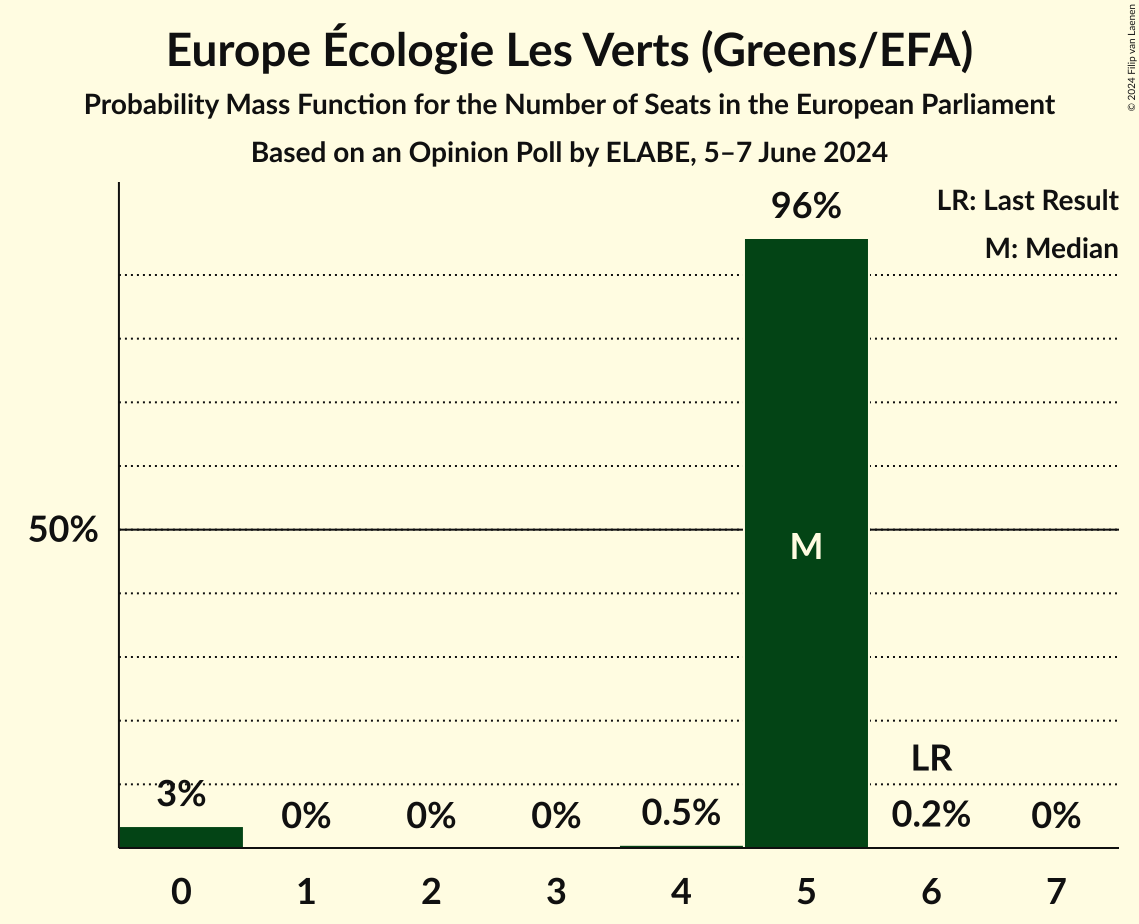 Europe Écologie Les Verts (Greens/EFA)
Probability Mass Function for the Number of Seats in the European Parliament
Based on an Opinion Poll by ELABE, 5–7 June 2024
© 2024 Filip van Laenen
LR: Last Result
M: Median
96%
50%
M
LR
3%
0%
0%
0%
0.5%
0.2%
0%
0
1
2
3
4
5
6
7